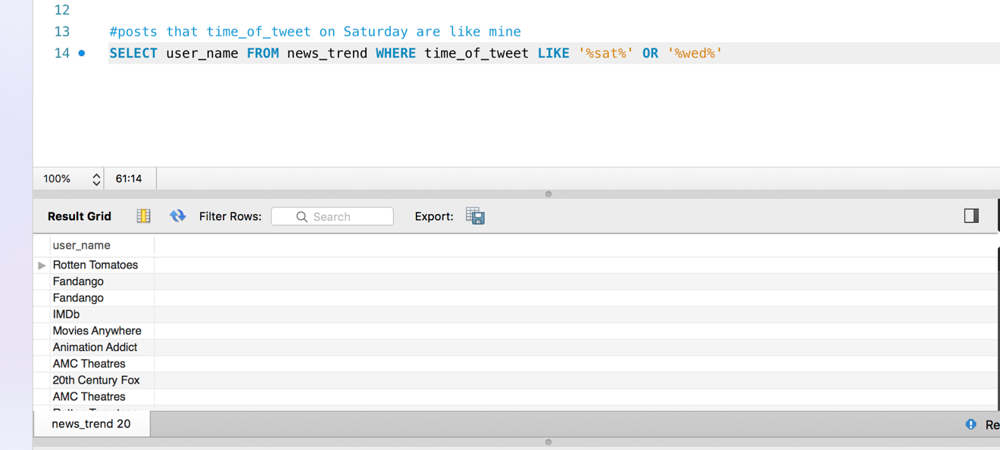 12
13 #posts that time_of_tweet on Saturday are like mine
14 SELECT user_name FROM news_trend WHERE time_of_tweet LIKE '%sat%' OR '%wed%'
100% 61:14
Result Grid Filter Rows: Search Export:
user_name
Rotten Tomatoes
Fandango
Fandango
IMDb
Movies Anywhere
Animation Addict
AMC Theatres
20th Century Fox
AMC Theatres
news_trend 20 Re